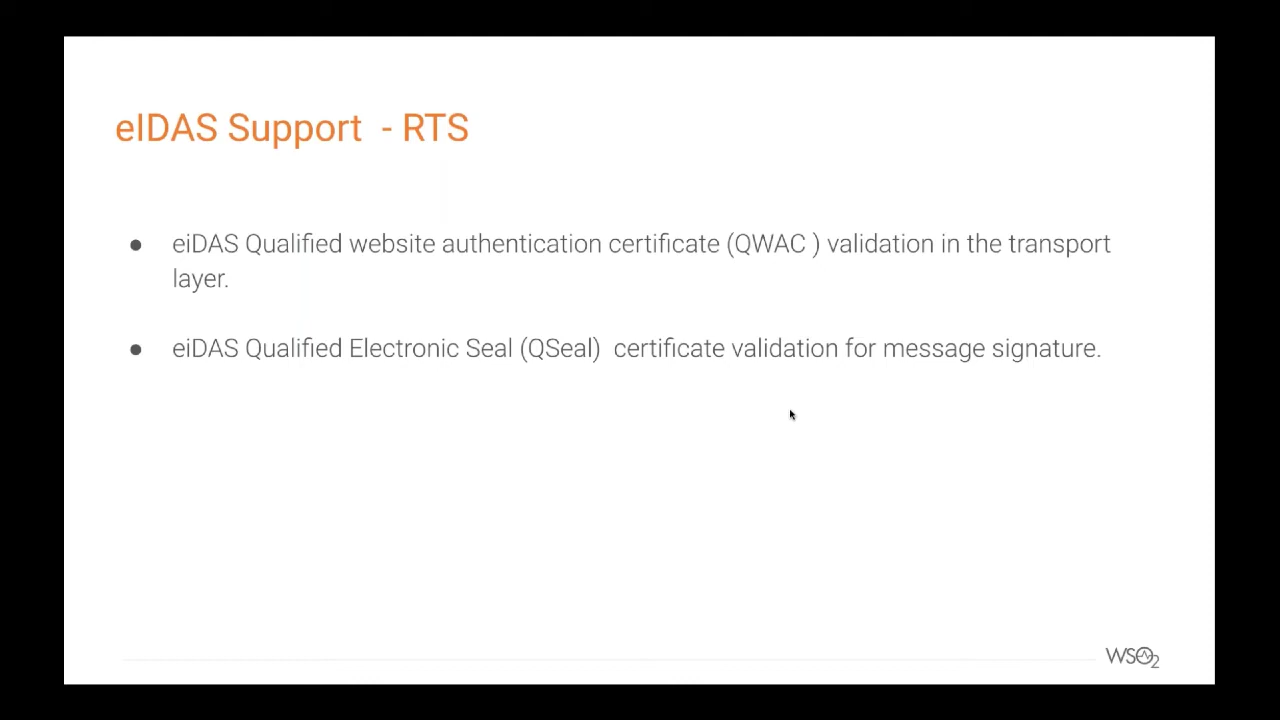 eIDAS Support - RTS
● eiDAS Qualified website authentication certificate (QWAC ) validation in the transport
layer.
● eiDAS Qualified Electronic Seal (QSeal) certificate validation for message signature.
WSO2